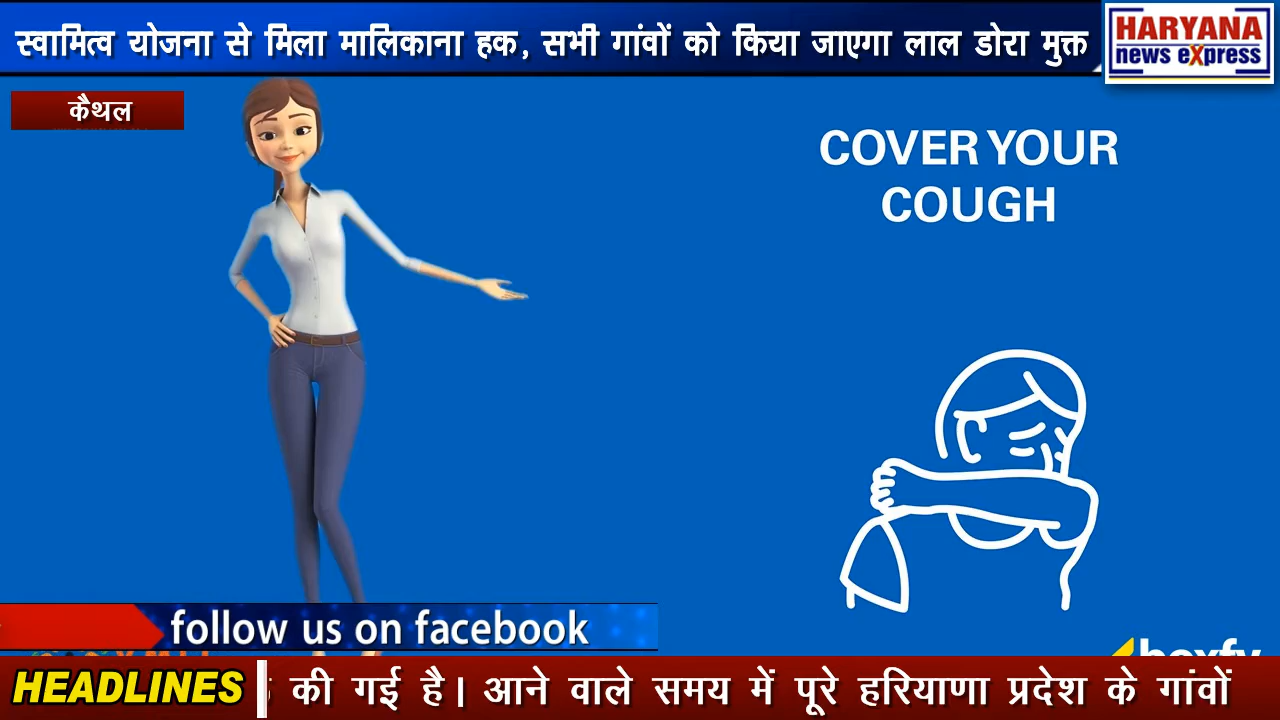 स्वामित्व योजना से मिला मालिकाना हक, सभी गांवों को किया जाएगा लाल डोरा मुक्त
HARYANA
news eXpress
कैथल
COVER YOUR
COUGH
follow us on facebook
HEADLINES
की गई है। आने वाले समय में पूरे हरियाणा प्रदेश के गांवों